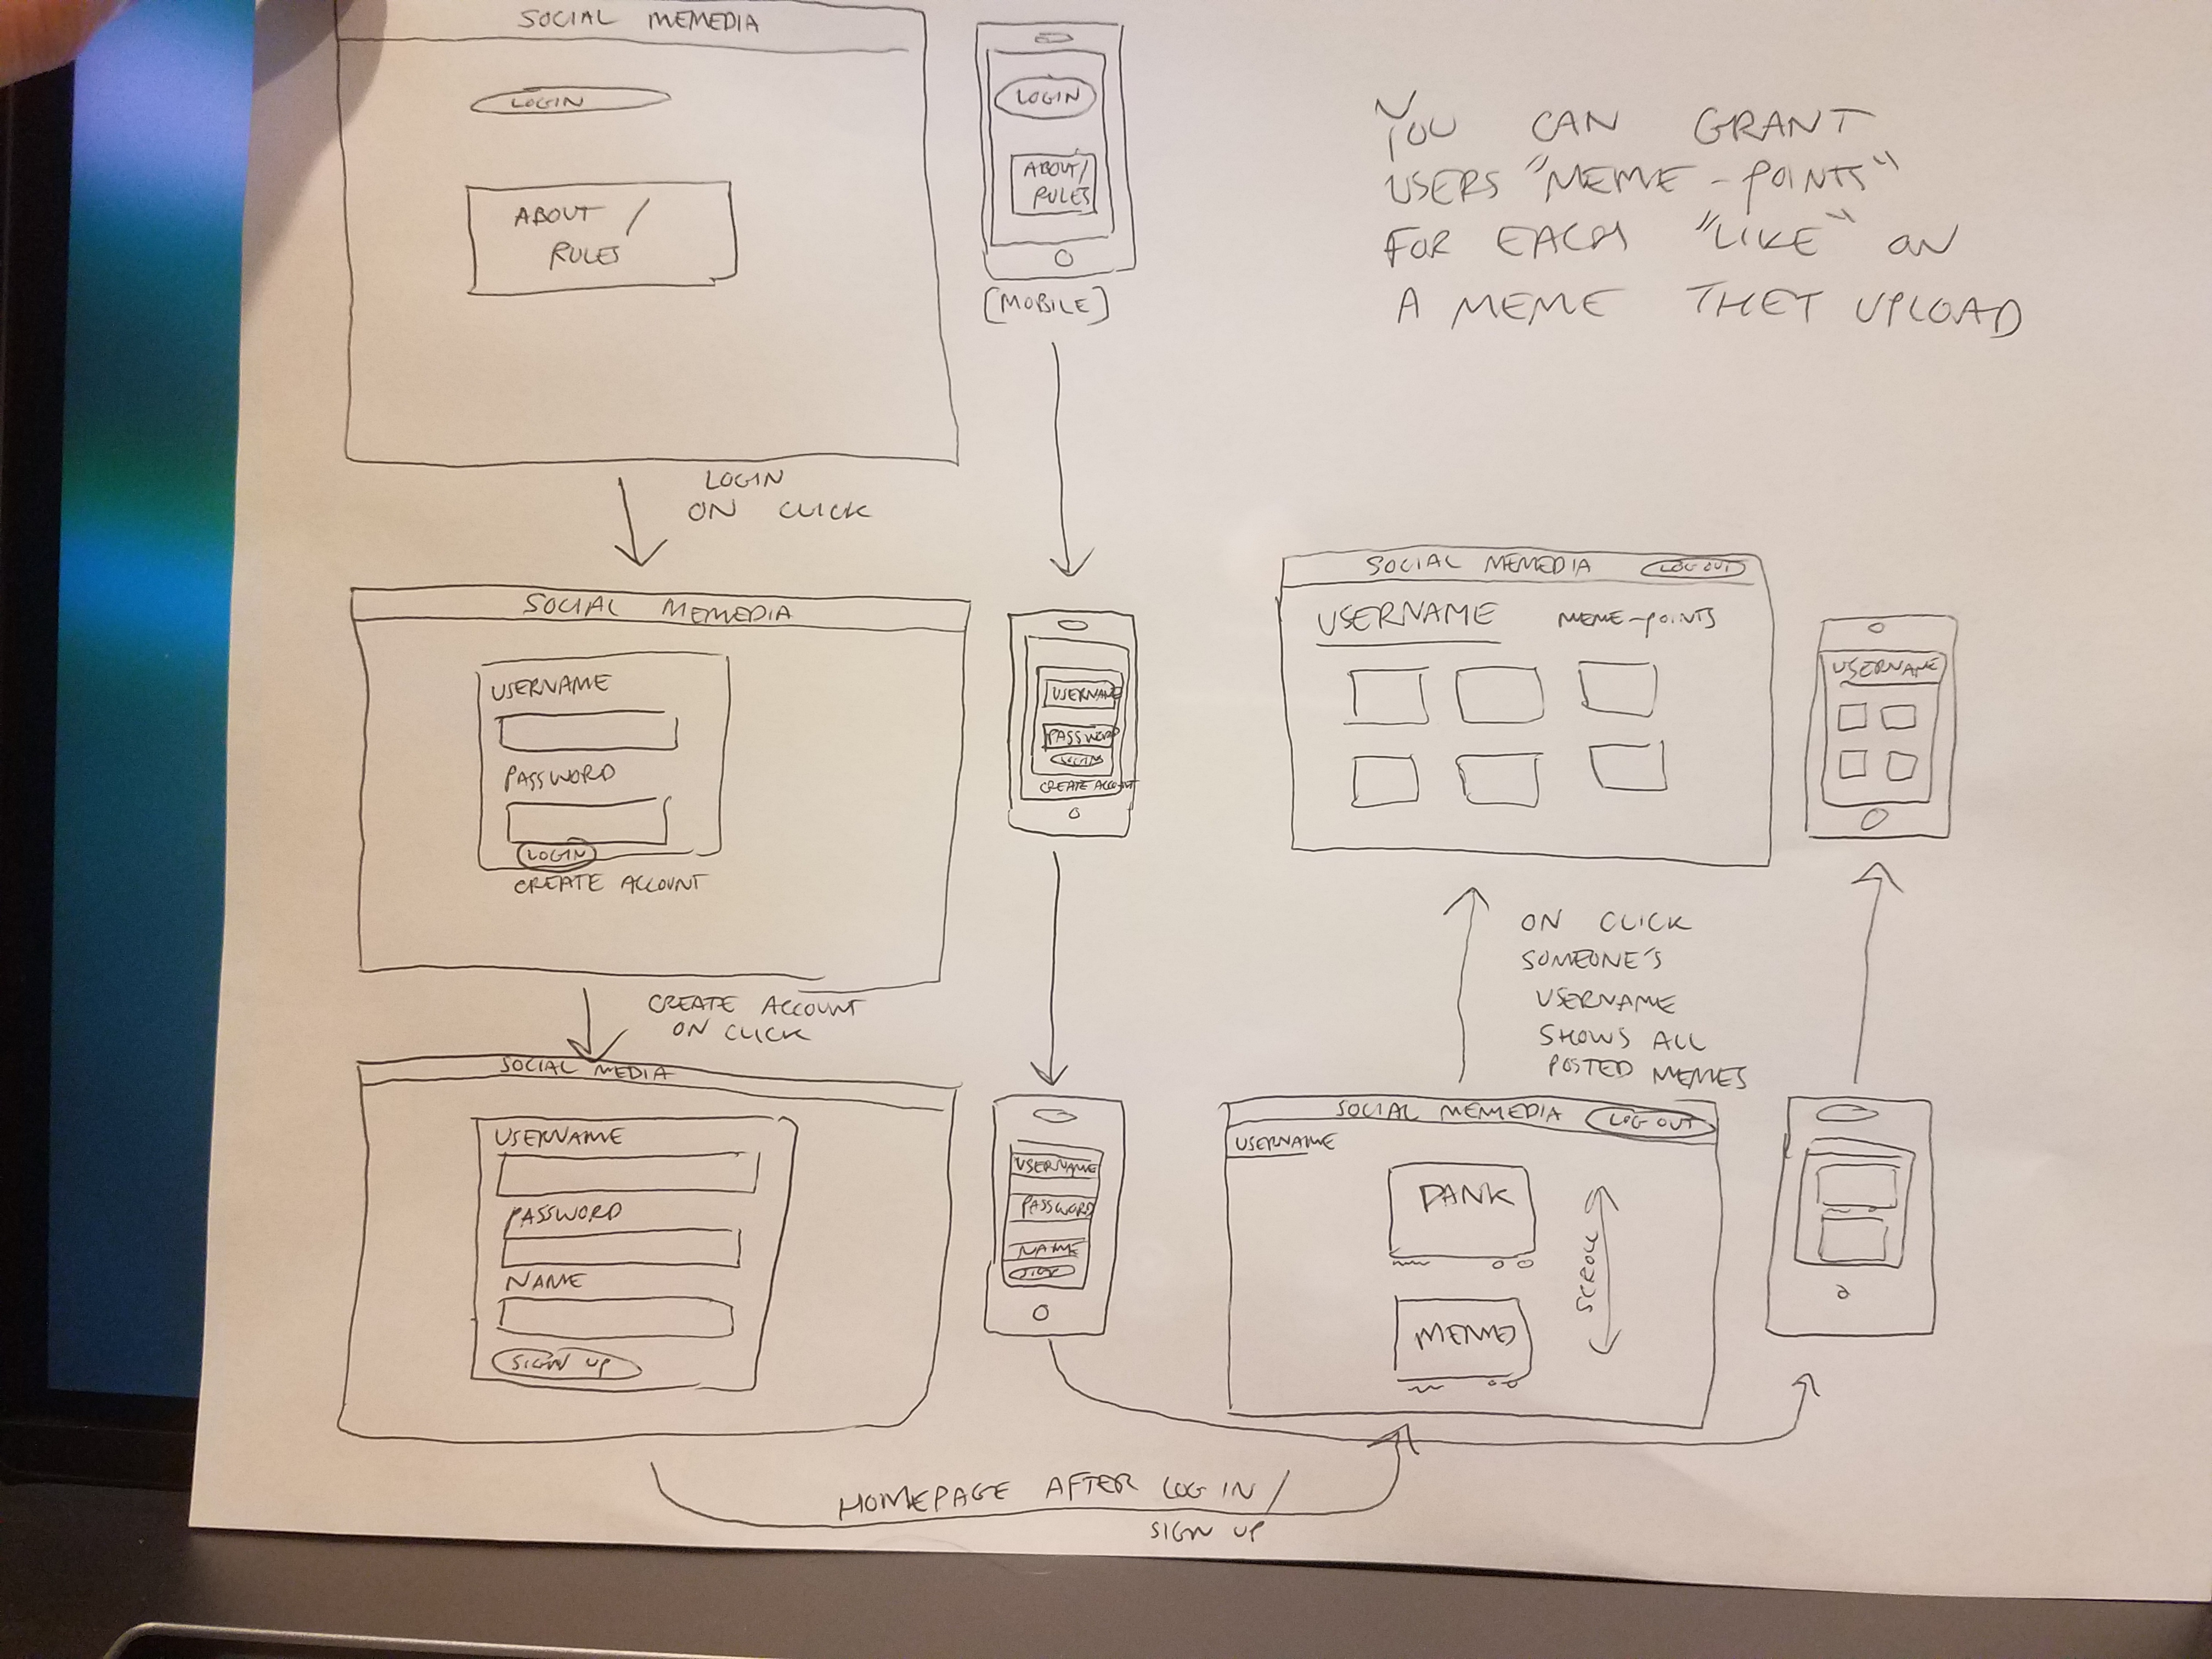 SOCIAL MEMEDIA
LOGIN
ABOUT /
RULES
LOGIN
ABOUT/
RULES
[MOBILE]
YOU CAN GRANT
USERS "MEME-POINTS"
FOR EACH "LIKE" ON
A MEME THEY UPLOAD
LOGIN
ON CLICK
SOCIAL MEMEDIA
USERNAME
PASSWORD
LOGIN
CREATE ACCOUNT
USERNAME
PASSWORD
LOGIN
CREATE ACCOUNT
CREATE ACCOUNT
ON CLICK
SOCIAL MEDIA
USERNAME
PASSWORD
NAME
SIGN UP
USERNAME
PASSWORD
NAME
SIGN
HOMEPAGE AFTER LOG IN /
SIGN UP
SOCIAL MEMEDIA LOG OUT
USERNAME
DANK
MEMES
SCROLL
ON CLICK
SOMEONE'S
USERNAME
SHOWS ALL
POSTED MEMES
SOCIAL MEMEDIA LOG OUT
USERNAME MEME-POINTS
USERNAME